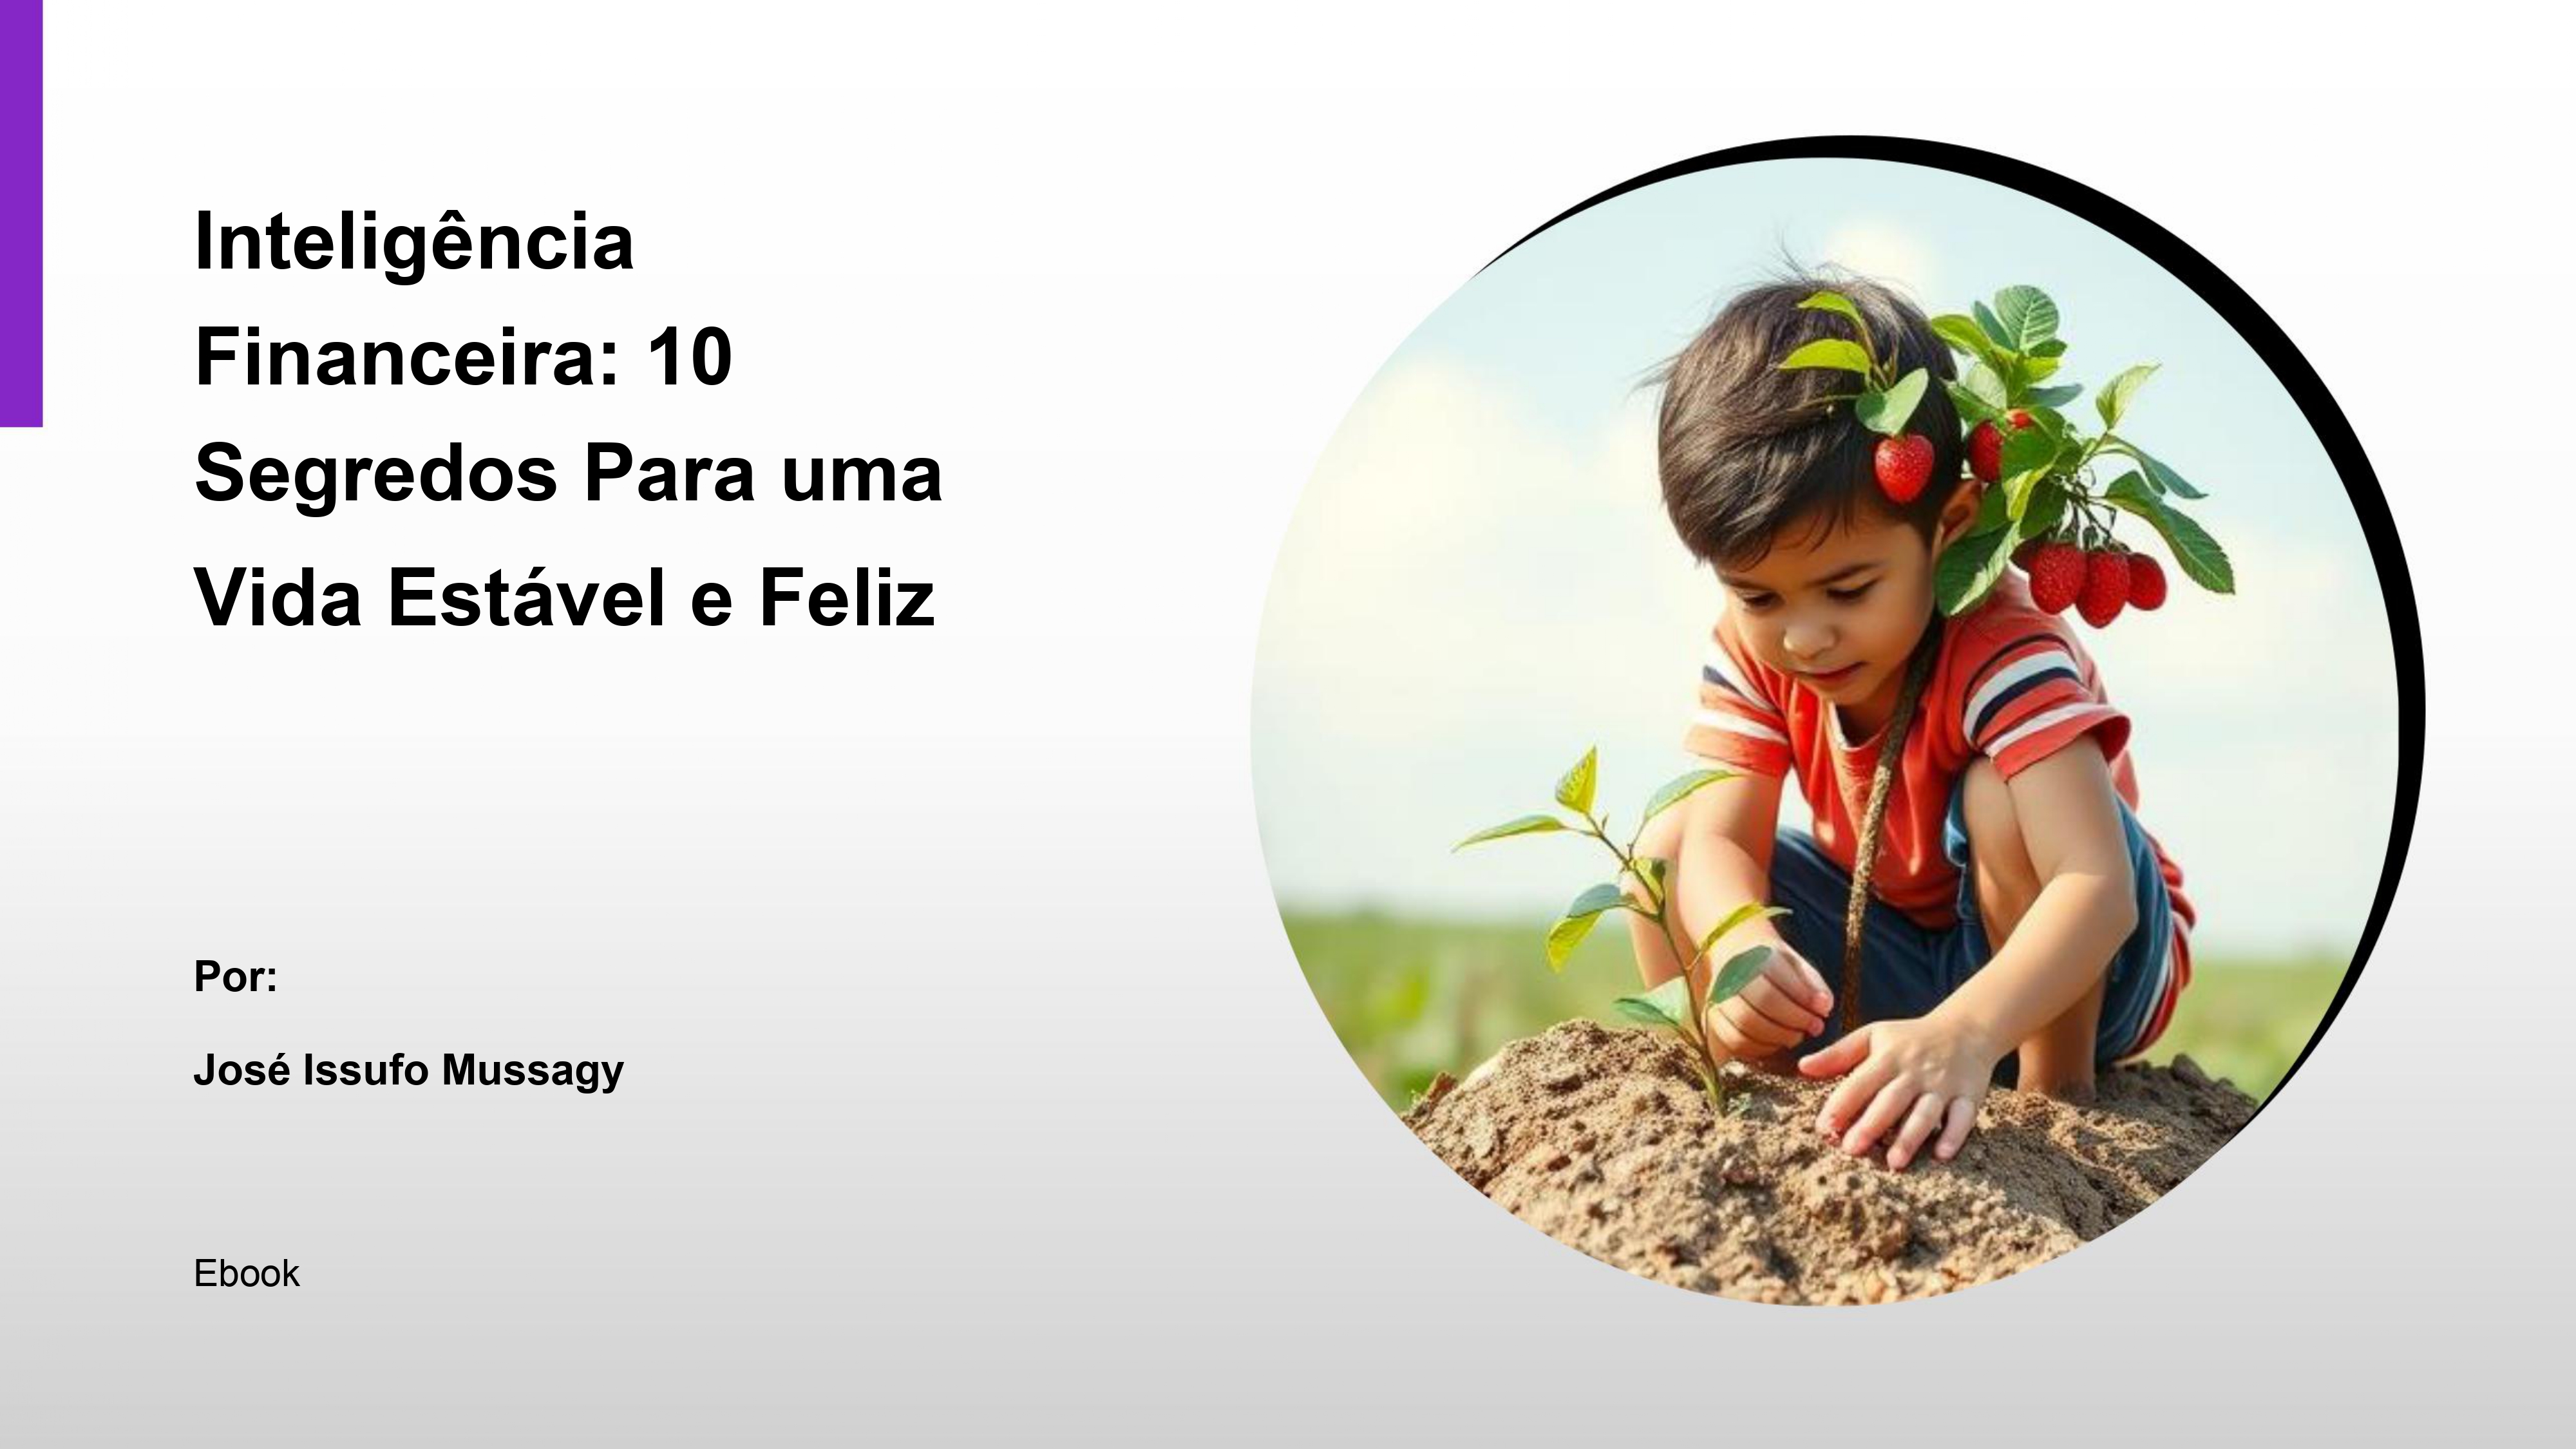 Inteligência
Financeira: 10
Segredos Para uma
Vida Estável e Feliz
Por:
José Issufo Mussagy
Ebook